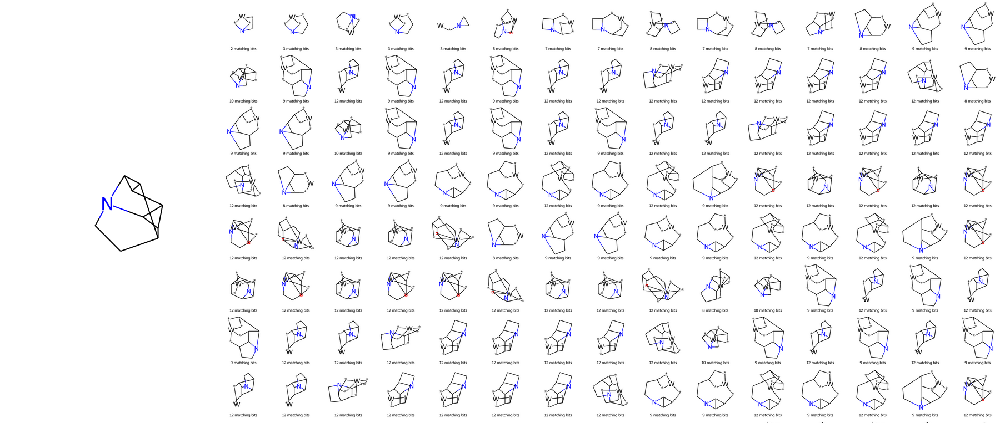 2 matching bits 3 matching bits 3 matching bits 3 matching bits 3 matching bits 5 matching bits 7 matching bits 7 matching bits 8 matching bits 7 matching bits 8 matching bits 7 matching bits 8 matching bits 9 matching bits 9 matching bits
10 matching bits 9 matching bits 12 matching bits 9 matching bits 12 matching bits 9 matching bits 12 matching bits 12 matching bits 12 matching bits 12 matching bits 12 matching bits 12 matching bits 12 matching bits 12 matching bits 8 matching bits
9 matching bits 9 matching bits 10 matching bits 9 matching bits 12 matching bits 9 matching bits 12 matching bits 9 matching bits 12 matching bits 12 matching bits 12 matching bits 12 matching bits 12 matching bits 12 matching bits 12 matching bits
N
12 matching bits 8 matching bits 9 matching bits 9 matching bits 9 matching bits 9 matching bits 12 matching bits 9 matching bits 12 matching bits 9 matching bits 12 matching bits 12 matching bits 12 matching bits 12 matching bits 12 matching bits
12 matching bits 12 matching bits 12 matching bits 12 matching bits 12 matching bits 8 matching bits 9 matching bits 9 matching bits 9 matching bits 9 matching bits 12 matching bits 9 matching bits 12 matching bits 9 matching bits 12 matching bits
12 matching bits 12 matching bits 12 matching bits 12 matching bits 12 matching bits 12 matching bits 12 matching bits 12 matching bits 12 matching bits 8 matching bits 10 matching bits 9 matching bits 12 matching bits 9 matching bits 12 matching bits
9 matching bits 12 matching bits 12 matching bits 12 matching bits 12 matching bits 12 matching bits 12 matching bits 12 matching bits 12 matching bits 10 matching bits 9 matching bits 12 matching bits 9 matching bits 12 matching bits 9 matching bits
12 matching bits 12 matching bits 12 matching bits 12 matching bits 12 matching bits 12 matching bits 12 matching bits 12 matching bits 9 matching bits 9 matching bits 12 matching bits 9 matching bits 12 matching bits 9 matching bits 12 matching bits